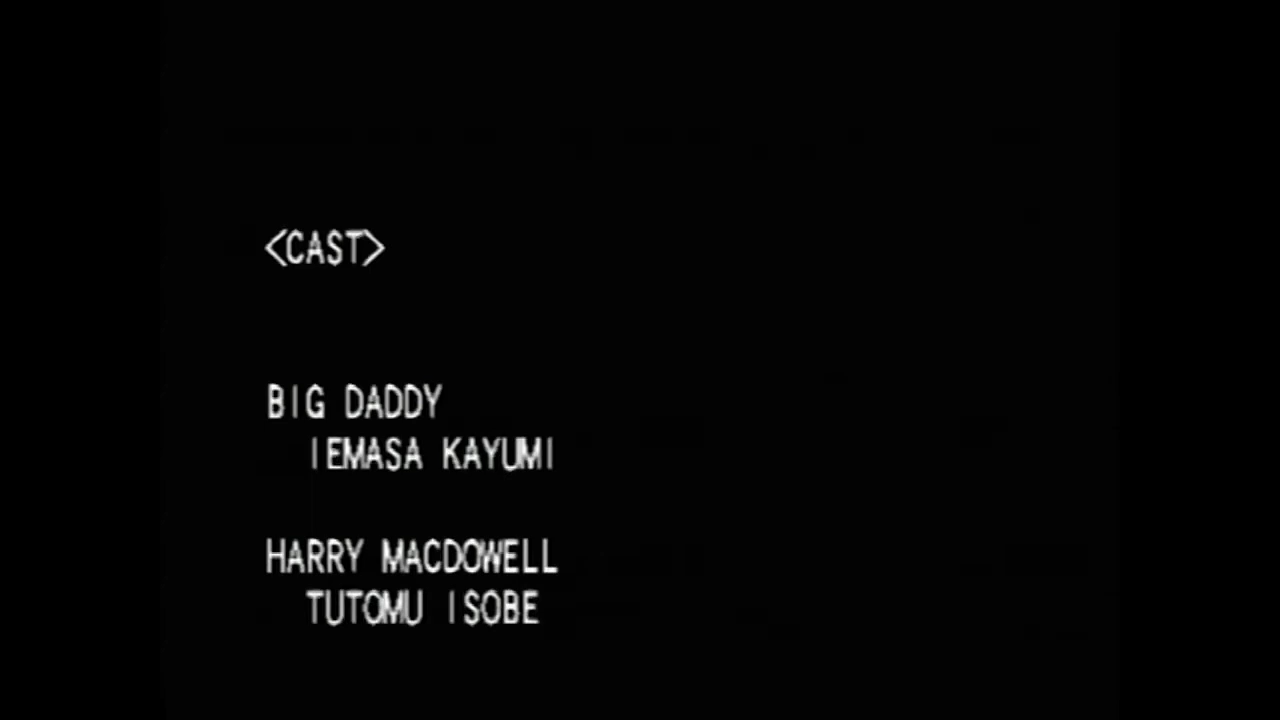 <CAST>
BIG DADDY
IEMASA KAYUMI
HARRY MACDOWELL
TUTOMU ISOBE